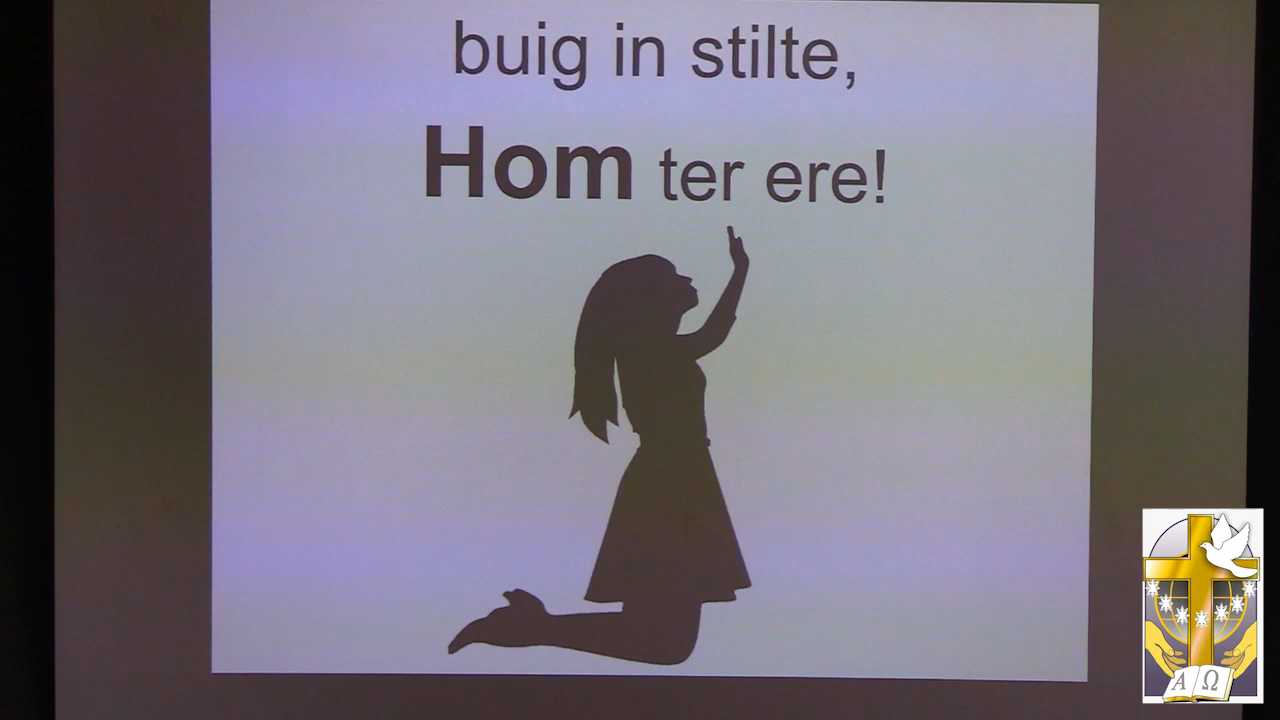 buig in stilte,
Hom ter ere!
A Ω